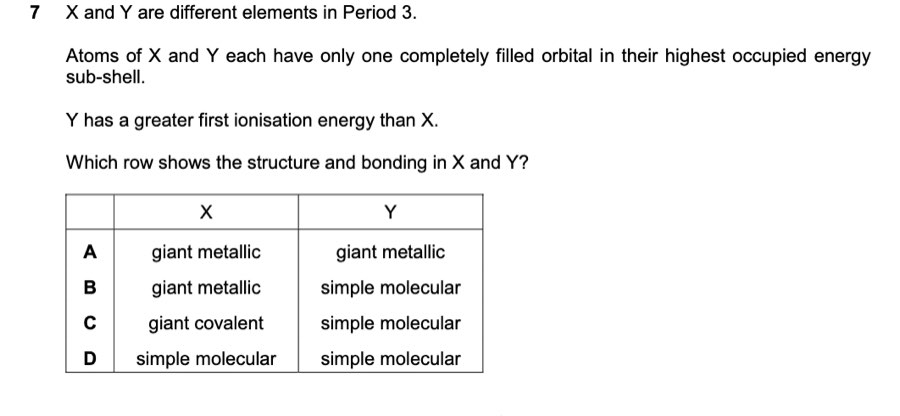 7 X and Y are different elements in Period 3.
Atoms of X and Y each have only one completely filled orbital in their highest occupied energy
sub-shell.
Y has a greater first ionisation energy than X.
Which row shows the structure and bonding in X and Y?
X Y
A giant metallic giant metallic
B giant metallic simple molecular
C giant covalent simple molecular
D simple molecular simple molecular